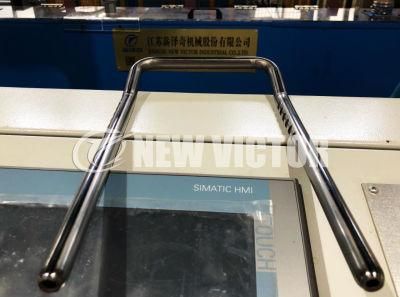 江苏新泽奇机械股份有限公司
JIANGSU NEW VICTOR INDUSTRIAL CO.,LTD
NEW VICTOR
SIMATIC HMI
TOUCH